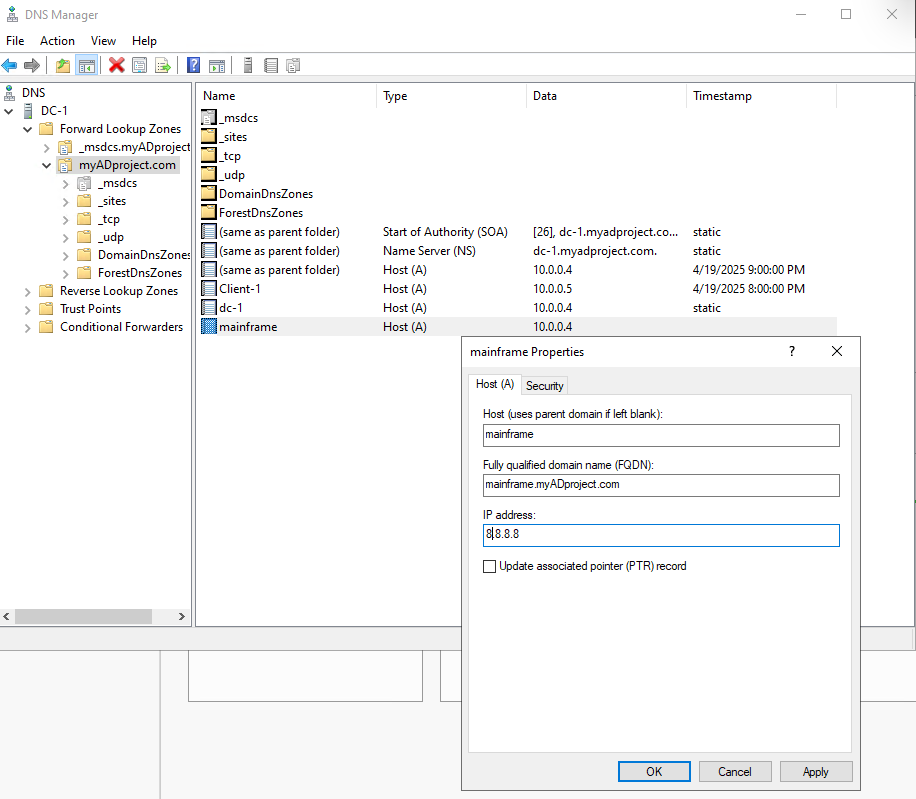 DNS Manager
File Action View Help
DNS
DC-1
Forward Lookup Zones
_msdcs.myADproject
myADproject.com
_msdcs
_sites
_tcp
_udp
DomainDnsZones
ForestDnsZones
Reverse Lookup Zones
Trust Points
Conditional Forwarders
Name Type Data Timestamp
_msdcs
_sites
_tcp
_udp
DomainDnsZones
ForestDnsZones
(same as parent folder) Start of Authority (SOA) [26], dc-1.myadproject.co... static
(same as parent folder) Name Server (NS) dc-1.myadproject.com. static
(same as parent folder) Host (A) 10.0.0.4 4/19/2025 9:00:00 PM
Client-1 Host (A) 10.0.0.5 4/19/2025 8:00:00 PM
dc-1 Host (A) 10.0.0.4 static
mainframe Host (A) 10.0.0.4
mainframe Properties ?
Host (A) Security
Host (uses parent domain if left blank):
mainframe
Fully qualified domain name (FQDN):
mainframe.myADproject.com
IP address:
8.8.8.8
Update associated pointer (PTR) record
OK Cancel Apply